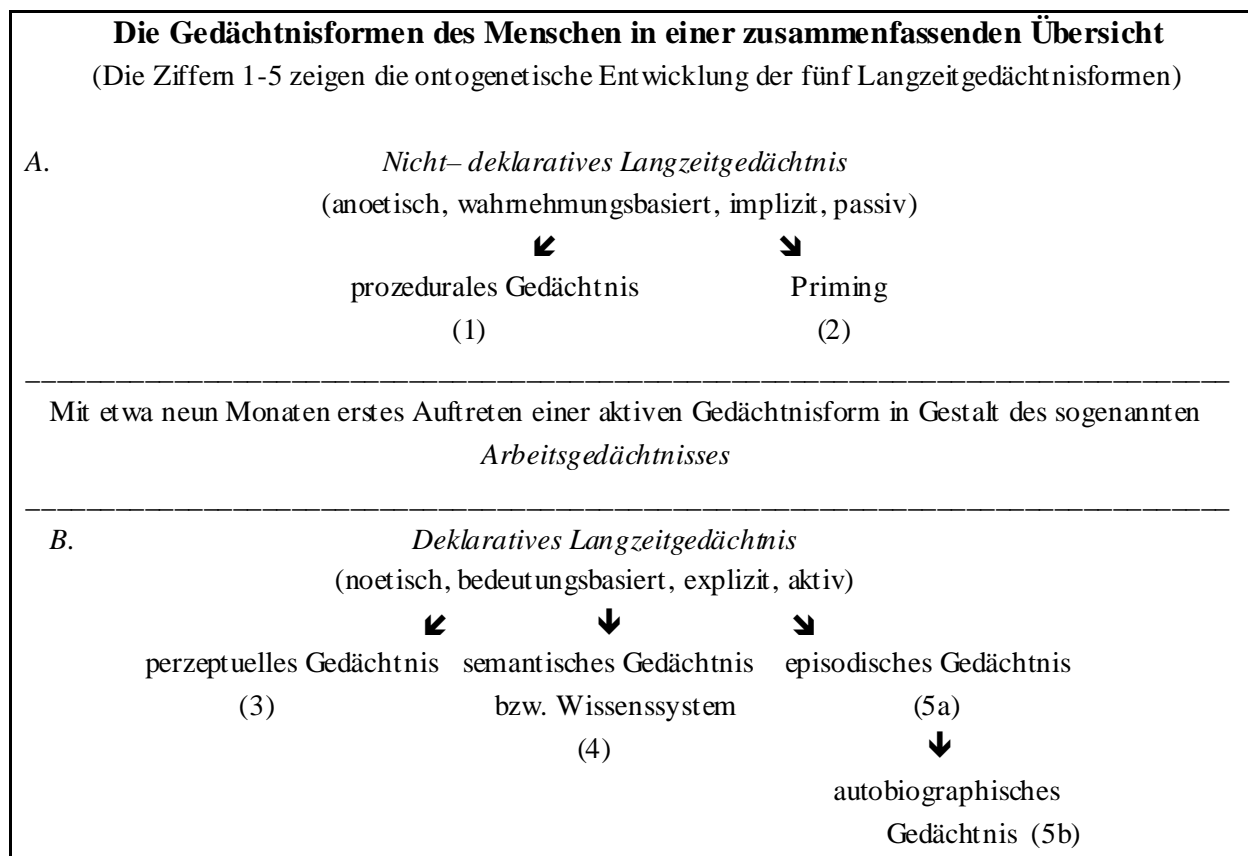 Die Gedächtnisformen des Menschen in einer zusammenfassenden Übersicht
(Die Ziffern 1-5 zeigen die ontogenetische Entwicklung der fünf Langzeitgedächtnisformen)
A. Nicht– deklaratives Langzeitgedächtnis
(anoetisch, wahrnehmungsbasiert, implizit, passiv)
🡿 🡾
prozedurales Gedächtnis Priming
(1) (2)
Mit etwa neun Monaten erstes Auftreten einer aktiven Gedächtnisform in Gestalt des sogenannten
Arbeitsgedächtnisses
B. Deklaratives Langzeitgedächtnis
(noetisch, bedeutungsbasiert, explizit, aktiv)
🡿 🡻 🡾
perzeptuelles Gedächtnis semantisches Gedächtnis episodisches Gedächtnis
(3) bzw. Wissenssystem (5a)
(4) 🡻
autobiographisches
Gedächtnis (5b)